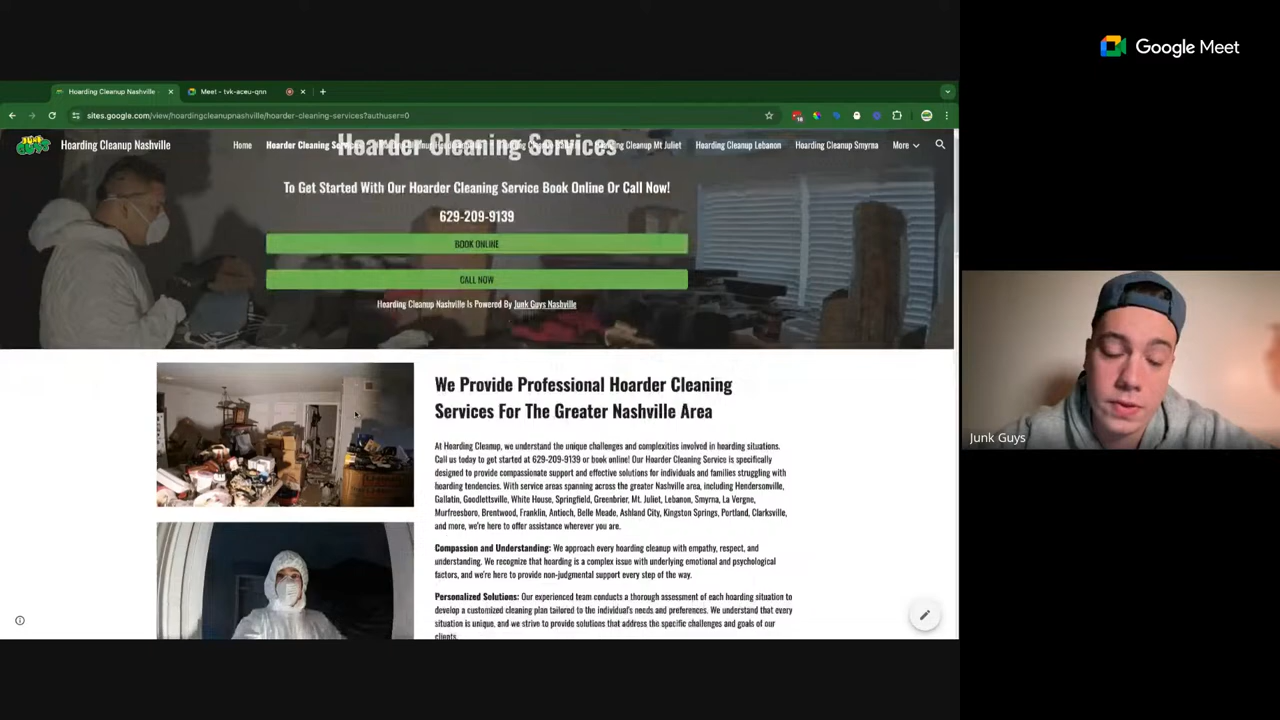 Google Meet
Hoarding Cleanup Nashville
Meet - tvk-aceu-qnn
sites.google.com/view/hoardingcleanupnashville/hoarder-cleaning-services?authuser=0
18
JUNK GUYS
Hoarding Cleanup Nashville
Home
Hoarder Cleaning Services
Mt Juliet
Hoarding Cleanup Lebanon
Hoarding Cleanup Smyrna
More
Hoarder Cleaning Services
To Get Started With Our Hoarder Cleaning Service Book Online Or Call Now!
629-209-9139
BOOK ONLINE
CALL NOW
Hoarding Cleanup Nashville Is Powered By Junk Guys Nashville
We Provide Professional Hoarder Cleaning
Services For The Greater Nashville Area
At Hoarding Cleanup, we understand the unique challenges and complexities involved in hoarding situations.
Call us today to get started at 629-209-9139 or book online! Our Hoarder Cleaning Service is specifically
designed to provide compassionate support and effective solutions for individuals and families struggling with
hoarding tendencies. With service areas spanning across the greater Nashville area, including Hendersonville,
Gallatin, Goodlettsville, White House, Springfield, Greenbrier, Mt. Juliet, Lebanon, Smyrna, La Vergne,
Murfreesboro, Brentwood, Franklin, Antioch, Belle Meade, Ashland City, Kingston Springs, Portland, Clarksville,
and more, we're here to offer assistance wherever you are.
Compassion and Understanding: We approach every hoarding cleanup with empathy, respect, and
understanding. We recognize that hoarding is a complex issue with underlying emotional and psychological
factors, and we're here to provide non-judgmental support every step of the way.
Personalized Solutions: Our experienced team conducts a thorough assessment of each hoarding situation to
develop a customized cleaning plan tailored to the individual's needs and preferences. We understand that every
situation is unique, and we strive to provide solutions that address the specific challenges and goals of our
clients.
Junk Guys